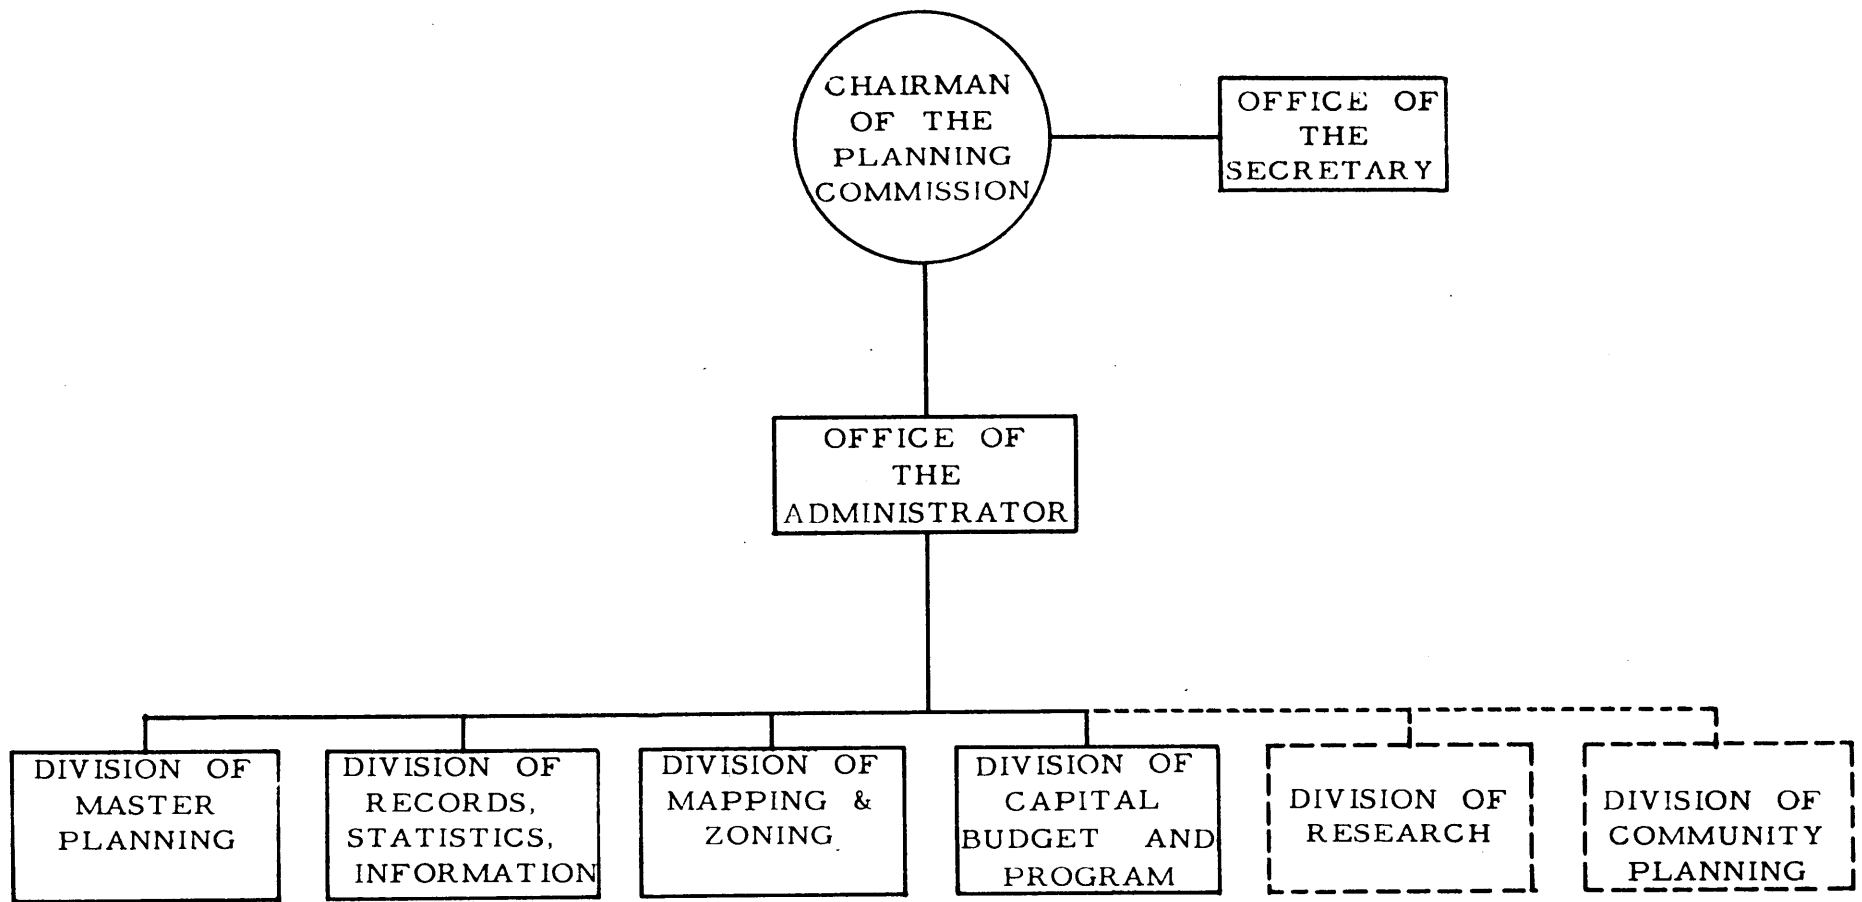 CHAIRMAN
OF THE
PLANNING
COMMISSION
OFFICE OF
THE
SECRETARY
OFFICE OF
THE
ADMINISTRATOR
DIVISION OF
MASTER
PLANNING
DIVISION OF
RECORDS,
STATISTICS,
INFORMATION
DIVISION OF
MAPPING &
ZONING
DIVISION OF
CAPITAL
BUDGET AND
PROGRAM
DIVISION OF
RESEARCH
DIVISION OF
COMMUNITY
PLANNING